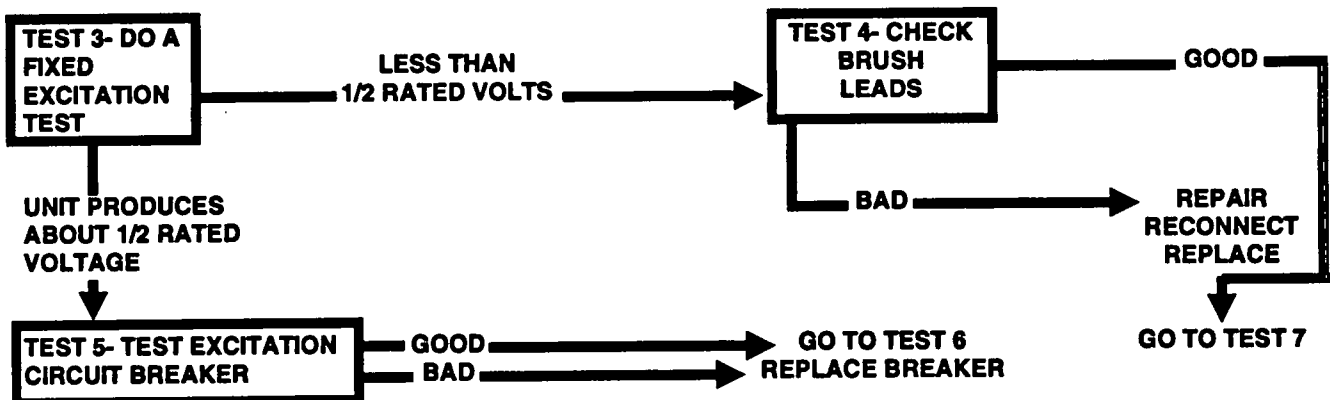 TEST 3- DO A
FIXED
EXCITATION
TEST
LESS THAN
1/2 RATED VOLTS
TEST 4- CHECK
BRUSH
LEADS
GOOD
BAD
REPAIR
RECONNECT
REPLACE
GO TO TEST 7
UNIT PRODUCES
ABOUT 1/2 RATED
VOLTAGE
TEST 5- TEST EXCITATION
CIRCUIT BREAKER
GOOD
GO TO TEST 6
BAD
REPLACE BREAKER